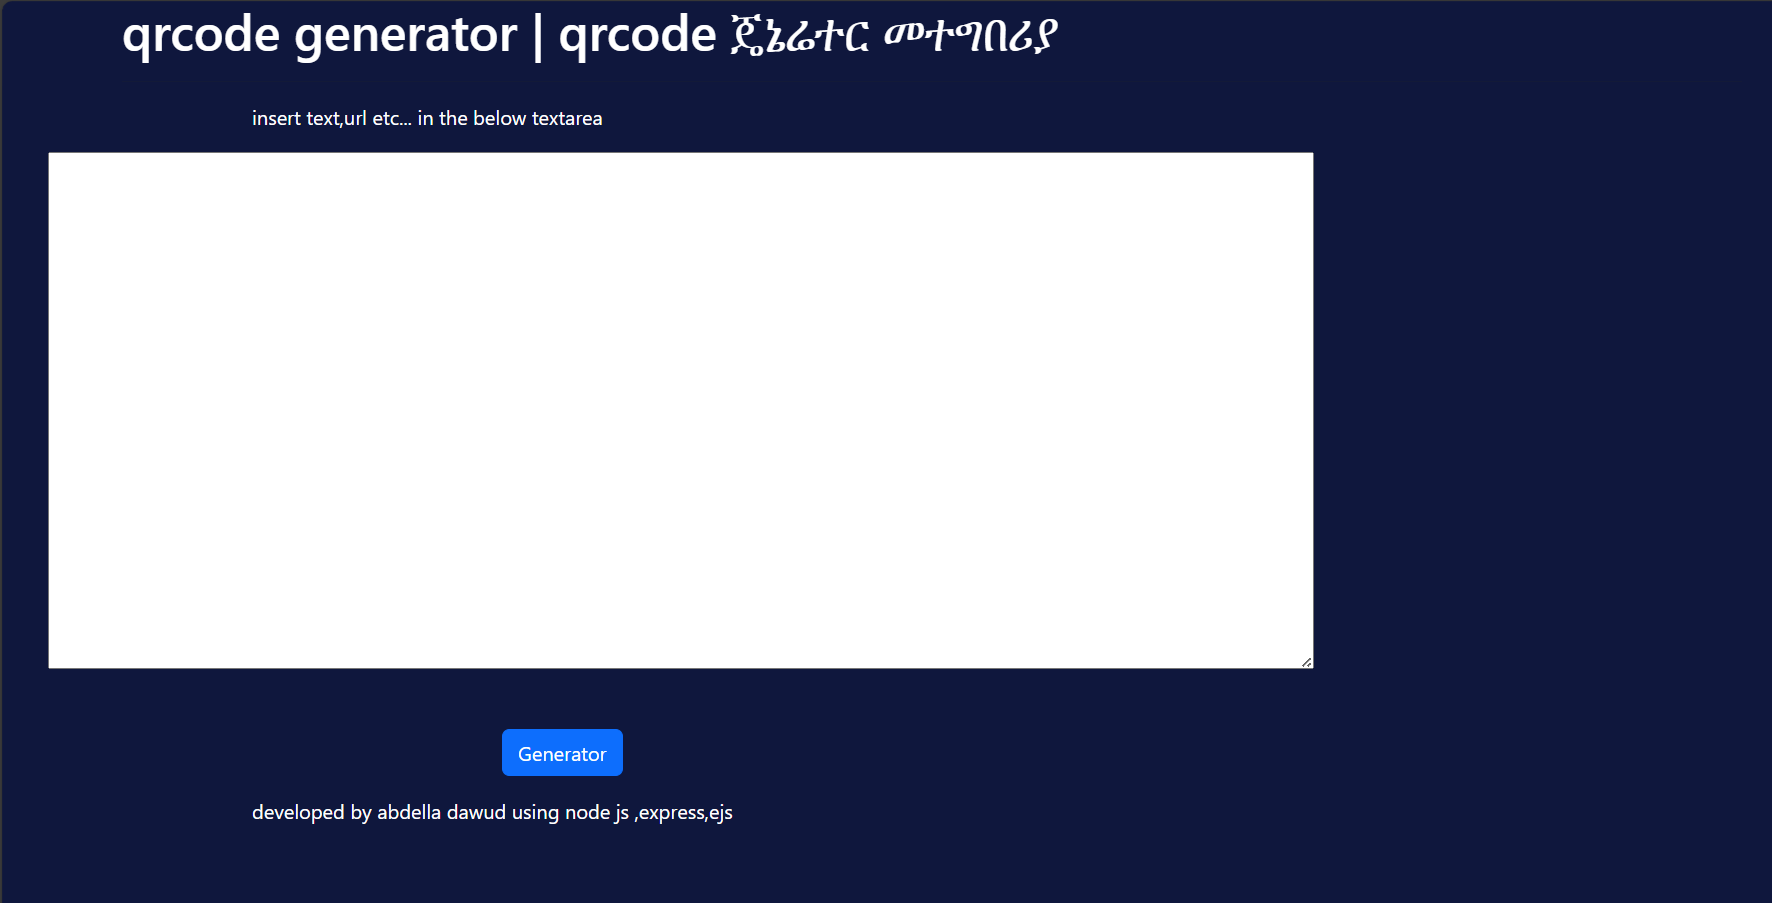 qrcode generator | qrcode ጄኔሬተር መተግበሪያ
insert text,url etc... in the below textarea
Generator
developed by abdella dawud using node js ,express,ejs